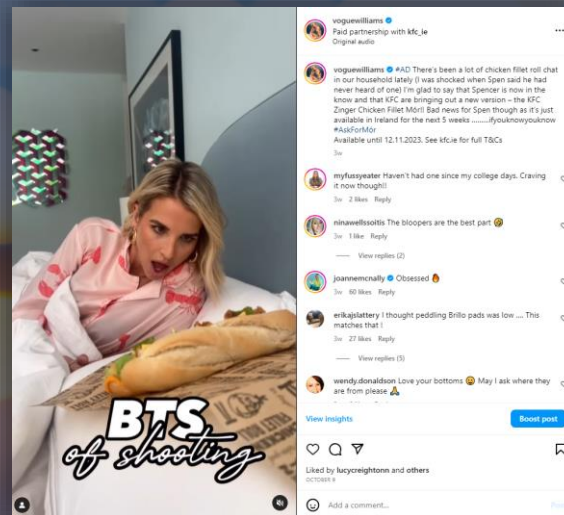 voguewilliams
Paid partnership with kfc_ie
Original audio
voguewilliams #AD There's been a lot of chicken fillet roll chat
in our household lately (I was shocked when Spen said he had
never heard of one) I'm glad to say that Spencer is now in the
know and that KFC are bringing out a new version – the KFC
Zinger Chicken Fillet Mór!! Bad news for Spen though as it's just
available in Ireland for the next 5 weeks .........ifyouknowyouknow
#AskForMór
Available until 12.11.2023. See kfc.ie for full T&Cs
3w
myfussyeater Haven't had one since my college days. Craving
it now though!!
3w 2 likes Reply
ninawellssoitis The bloopers are the best part
3w 1 like Reply
View replies (2)
joannemcnally Obsessed
3w 60 likes Reply
erikajslattery I thought peddling Brillo pads was low .... This
matches that !
3w 27 likes Reply
View replies (5)
wendy.donaldson Love your bottoms May I ask where they
are from please
View insights
Boost post
Liked by lucycreightonn and others
OCTOBER 9
Add a comment...
BTS
of shooting